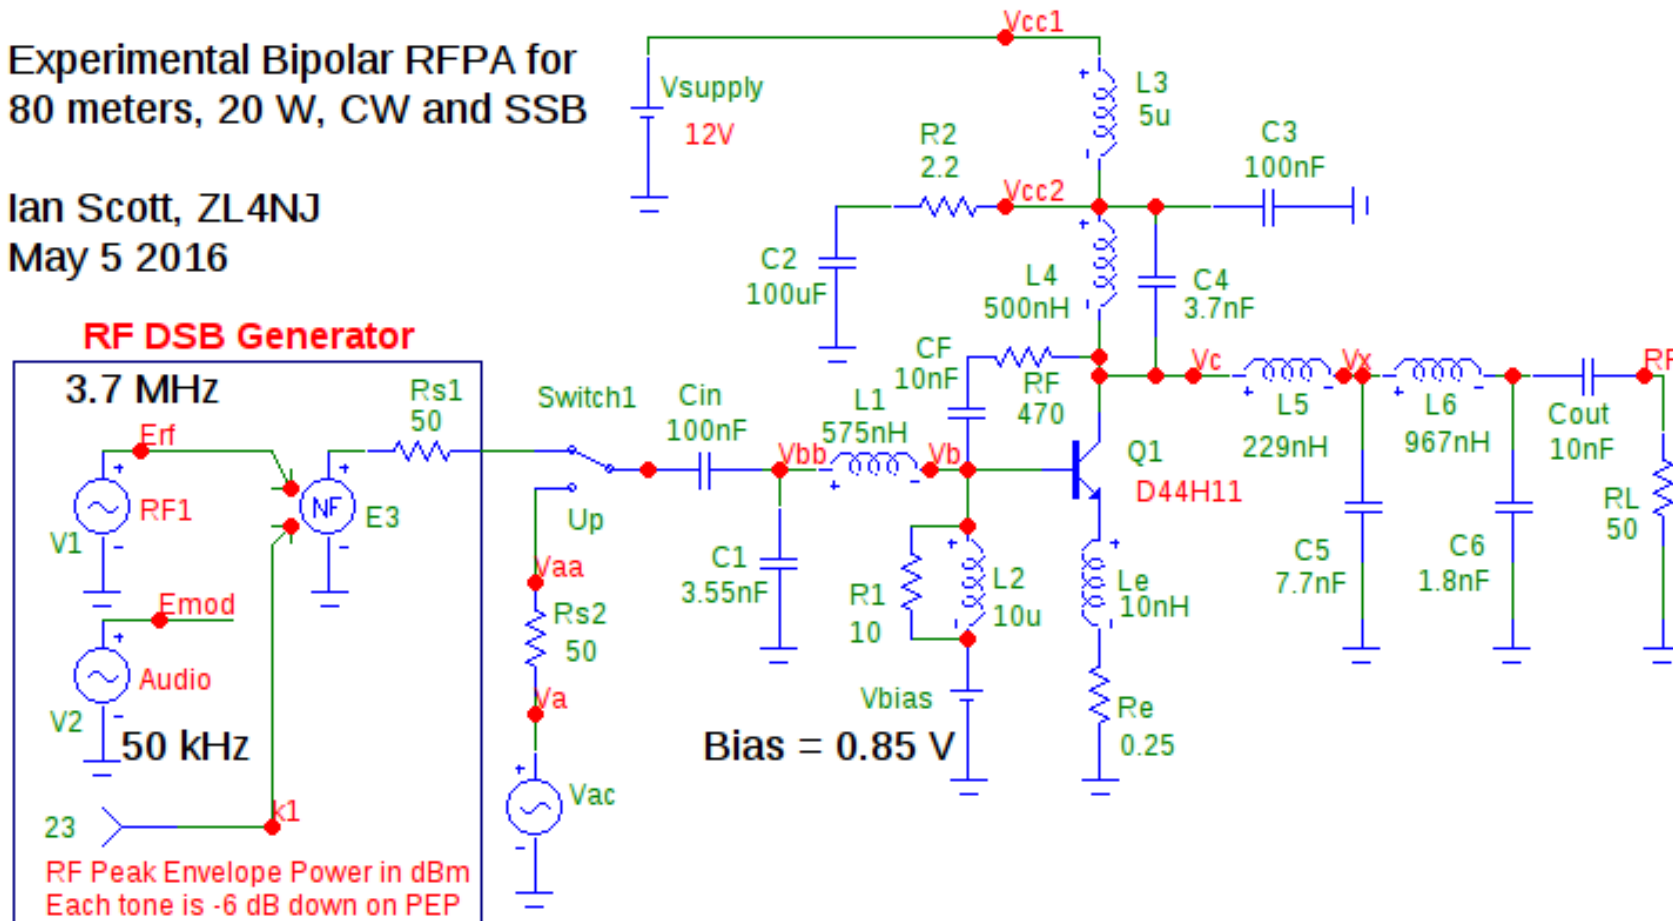 Experimental Bipolar RFPA for
80 meters, 20 W, CW and SSB
Ian Scott, ZL4NJ
May 5 2016
Vcc1
Vsupply
12V
L3
5u
R2
2.2
C3
100nF
Vcc2
C2
100uF
L4
500nH
C4
3.7nF
RF DSB Generator
3.7 MHz
Rs1
50
Erf
RF1
V1
NF
E3
Emod
Audio
V2
50 kHz
23
k1
RF Peak Envelope Power in dBm
Each tone is -6 dB down on PEP
Switch1
Up
Cin
100nF
Vbb
L1
575nH
Vb
CF
10nF
RF
470
Vc
L5
229nH
Vx
L6
967nH
Cout
10nF
RF
RL
50
Q1
D44H11
C1
3.55nF
R1
10
L2
10u
Le
10nH
C5
7.7nF
C6
1.8nF
Vaa
Rs2
50
Va
Vac
Vbias
Bias = 0.85 V
Re
0.25